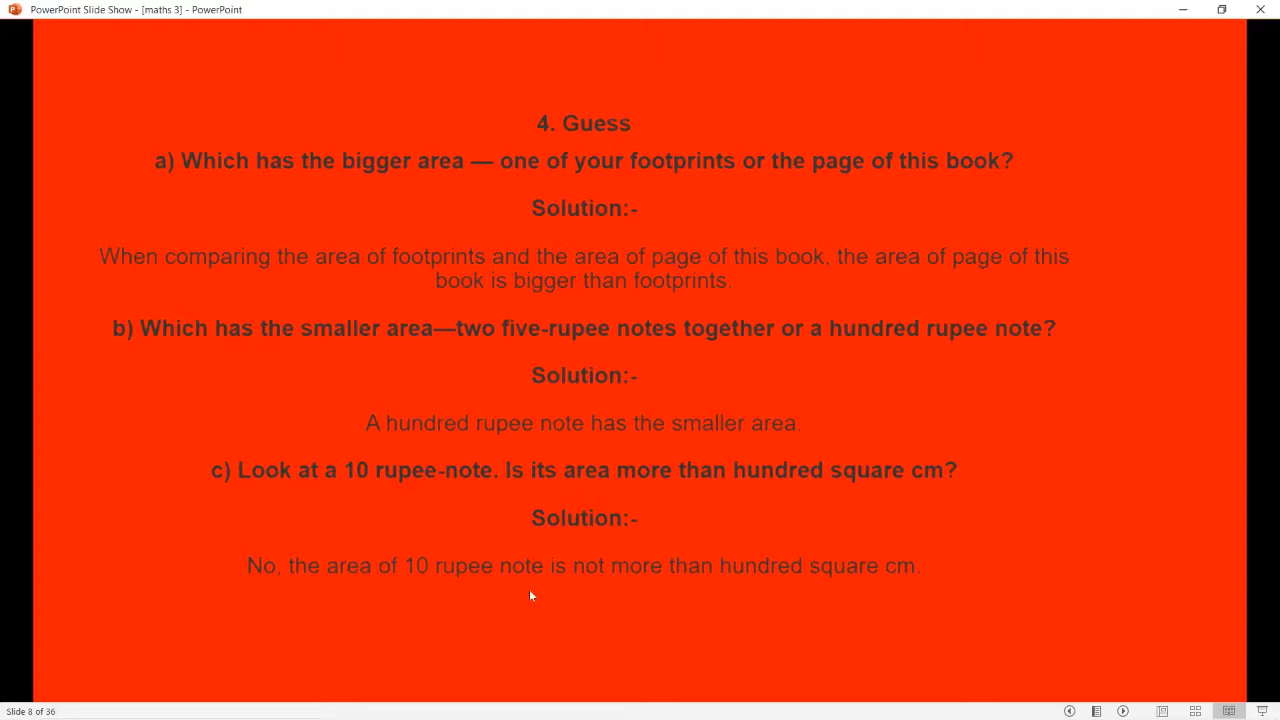 PowerPoint Slide Show - [maths 3] - PowerPoint
4. Guess
a) Which has the bigger area — one of your footprints or the page of this book?
Solution:-
When comparing the area of footprints and the area of page of this book, the area of page of this
book is bigger than footprints.
b) Which has the smaller area—two five-rupee notes together or a hundred rupee note?
Solution:-
A hundred rupee note has the smaller area.
c) Look at a 10 rupee-note. Is its area more than hundred square cm?
Solution:-
No, the area of 10 rupee note is not more than hundred square cm.
Slide 8 of 36